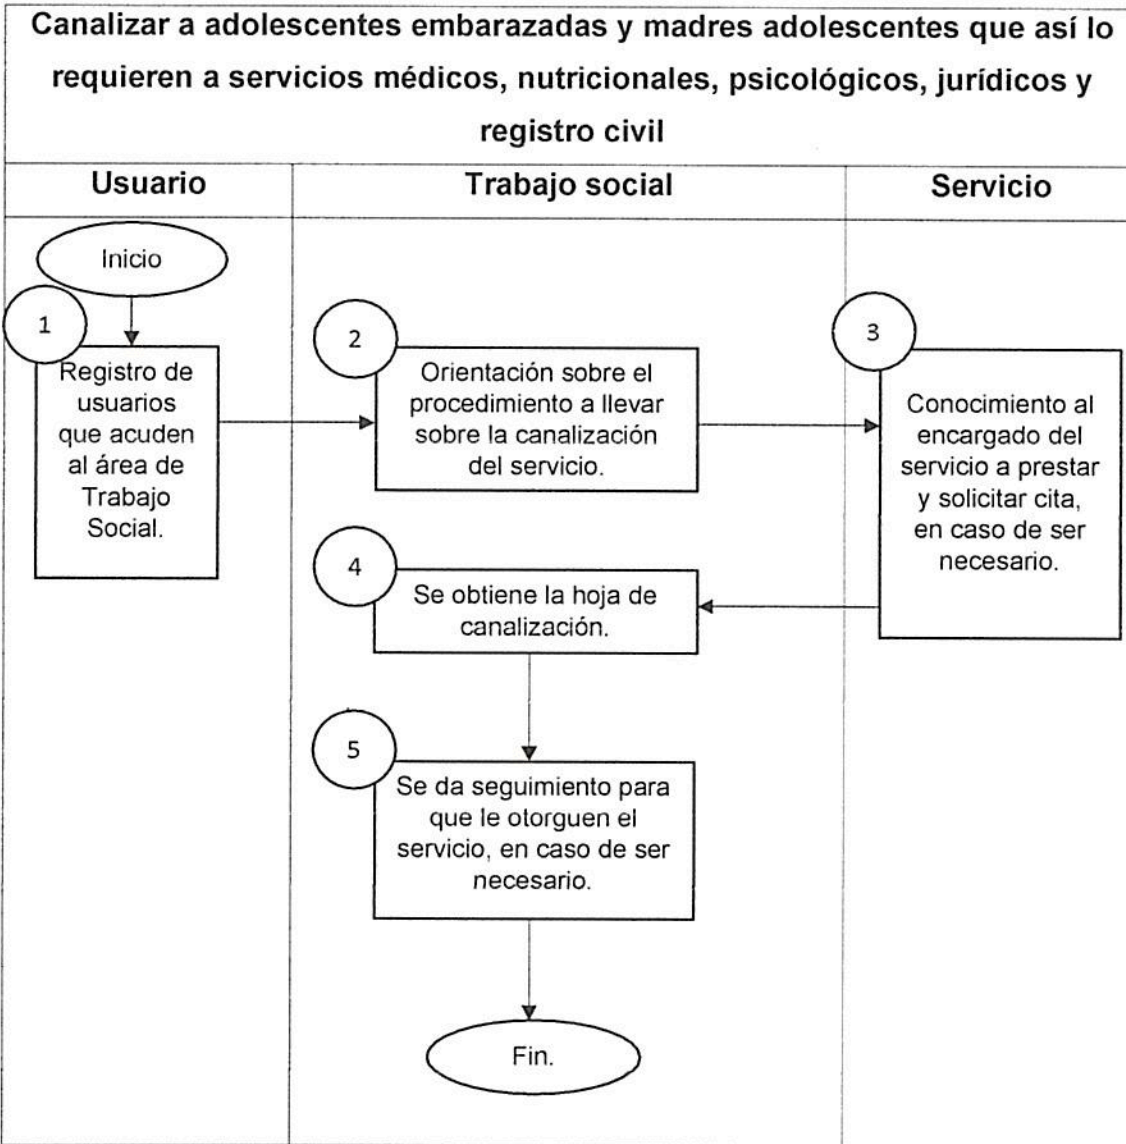 Canalizar a adolescentes embarazadas y madres adolescentes que así lo
requieren a servicios médicos, nutricionales, psicológicos, jurídicos y
registro civil
Usuario
Trabajo social
Servicio
Inicio
1
Registro de
usuarios
que acuden
al área de
Trabajo
Social.
2
Orientación sobre el
procedimiento a llevar
sobre la canalización
del servicio.
3
Conocimiento al
encargado del
servicio a prestar
y solicitar cita,
en caso de ser
necesario.
4
Se obtiene la hoja de
canalización.
5
Se da seguimiento para
que le otorguen el
servicio, en caso de ser
necesario.
Fin.